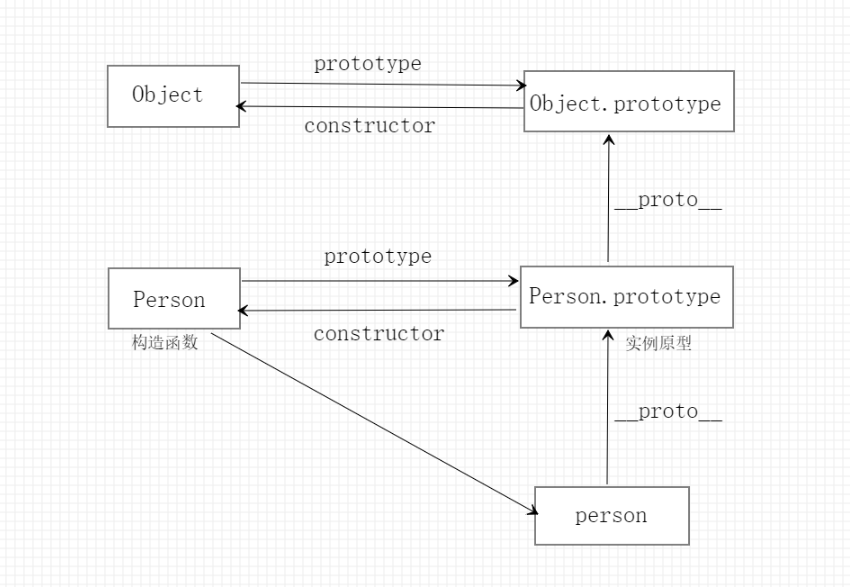 prototype
Object
Object.prototype
constructor
__proto__
prototype
Person
Person.prototype
constructor
构造函数
实例原型
__proto__
person